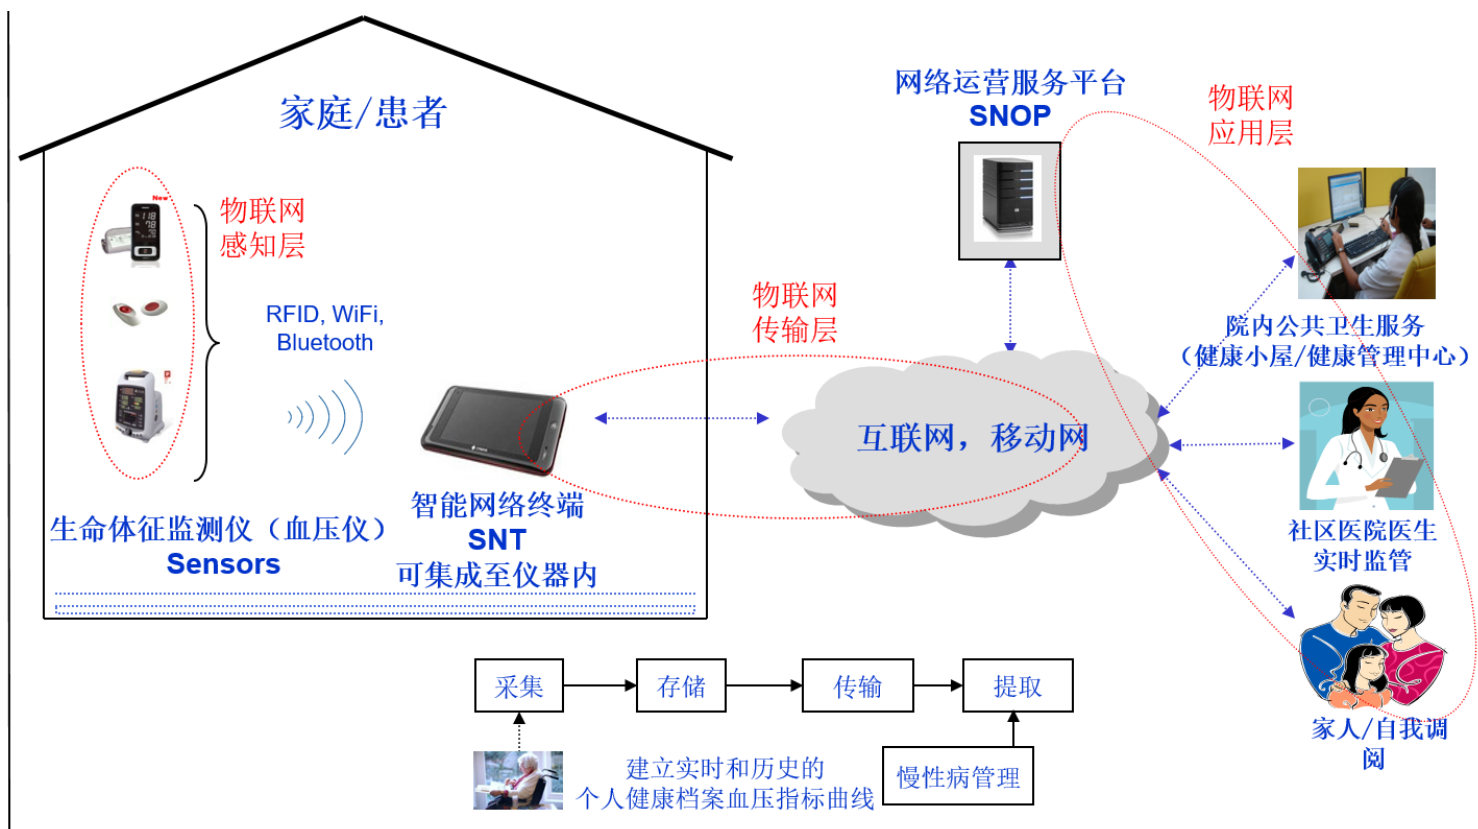 家庭/患者
New
118
78
物联网
感知层
RFID, WiFi,
Bluetooth
生命体征监测仪（血压仪）
Sensors
智能网络终端
SNT
可集成至仪器内
物联网
传输层
互联网，移动网
网络运营服务平台
SNOP
物联网
应用层
院内公共卫生服务
（健康小屋/健康管理中心）
社区医院医生
实时监管
家人/自我调
阅
采集
存储
传输
提取
建立实时和历史的
个人健康档案血压指标曲线
慢性病管理